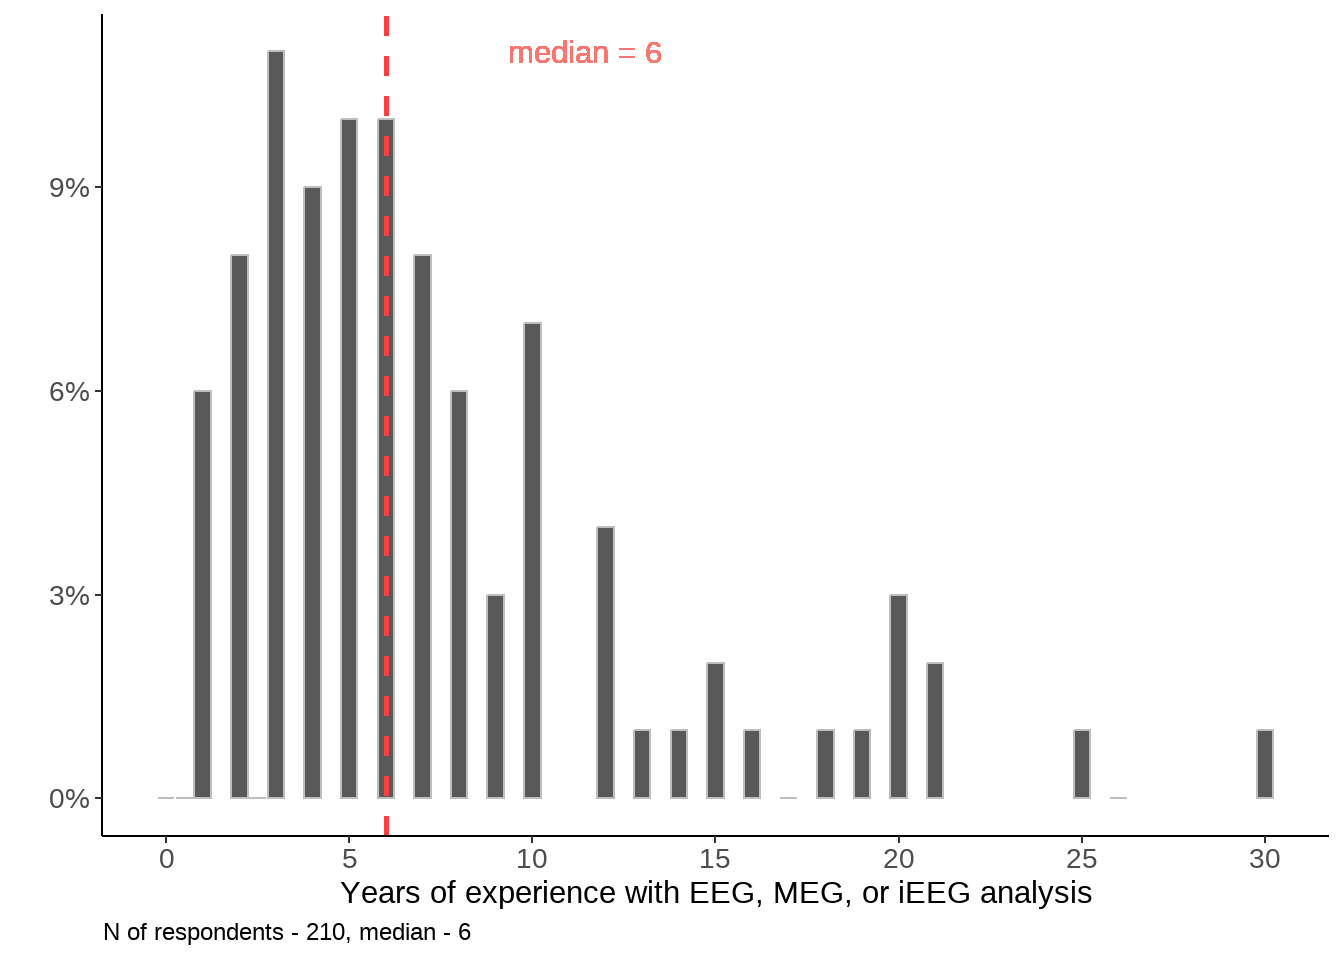 median = 6
9%
6%
3%
0%
0 5 10 15 20 25 30
Years of experience with EEG, MEG, or iEEG analysis
N of respondents - 210, median - 6